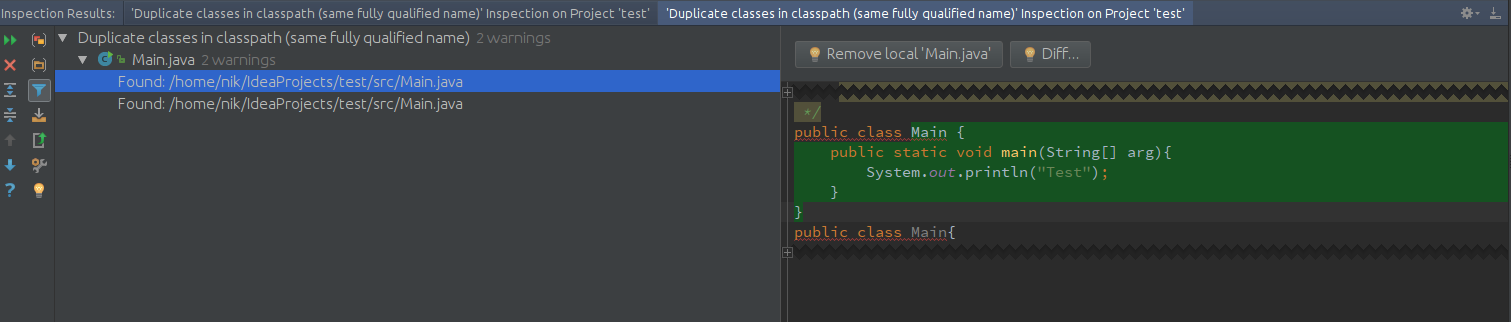 Inspection Results: 'Duplicate classes in classpath (same fully qualified name)' Inspection on Project 'test' 'Duplicate classes in classpath (same fully qualified name)' Inspection on Project 'test'
Duplicate classes in classpath (same fully qualified name) 2 warnings
Main.java 2 warnings
Found: /home/nik/IdeaProjects/test/src/Main.java
Found: /home/nik/IdeaProjects/test/src/Main.java
Remove local 'Main.java' Diff...
*/
public class Main {
public static void main(String[] arg){
System.out.println("Test");
}
}
public class Main{